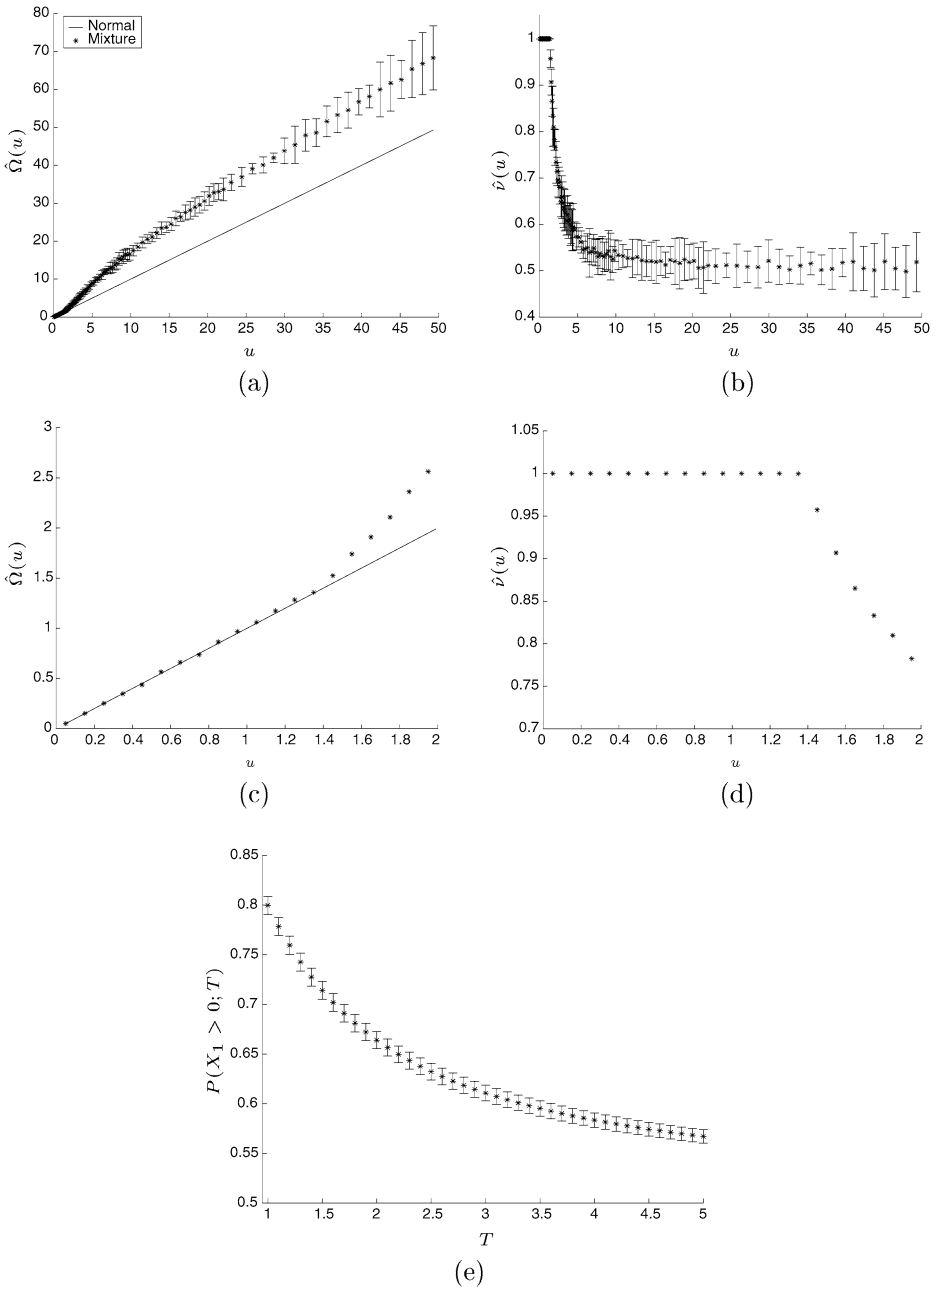 80
70
60
50
40
30
20
10
0
Ω̂(u)
Normal
Mixture
0 5 10 15 20 25 30 35 40 45 50
u
(a)
1
0.9
0.8
0.7
0.6
0.5
0.4
ν̂(u)
0 5 10 15 20 25 30 35 40 45 50
u
(b)
3
2.5
2
1.5
1
0.5
0
Ω̂(u)
0 0.2 0.4 0.6 0.8 1 1.2 1.4 1.6 1.8 2
u
(c)
1.05
1
0.95
0.9
0.85
0.8
0.75
0.7
ν̂(u)
0 0.2 0.4 0.6 0.8 1 1.2 1.4 1.6 1.8 2
u
(d)
0.85
0.8
0.75
0.7
0.65
0.6
0.55
0.5
P(X₁ > 0; T)
1 1.5 2 2.5 3 3.5 4 4.5 5
T
(e)